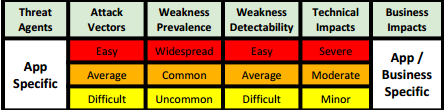 Threat Agents Attack Vectors Weakness Prevalence Weakness Detectability Technical Impacts Business Impacts
App Specific Easy Widespread Easy Severe App / Business Specific
Average Common Average Moderate
Difficult Uncommon Difficult Minor